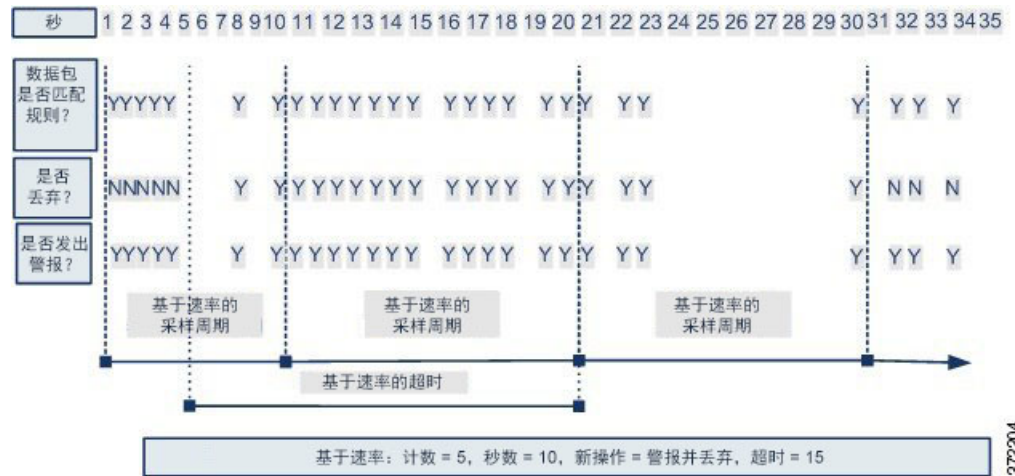 秒 1 2 3 4 5 6 7 8 9 10 11 12 13 14 15 16 17 18 19 20 21 22 23 24 25 26 27 28 29 30 31 32 33 34 35
数据包
是否匹配
规则？
YYYYY Y Y Y Y Y Y Y Y Y Y Y Y Y Y Y Y Y Y Y Y Y Y
是否
丢弃？
NNNNN Y Y Y Y Y Y Y Y Y Y Y Y Y Y Y Y Y Y Y N N N
是否发出
警报？
YYYYY Y Y Y Y Y Y Y Y Y Y Y Y Y Y Y Y Y Y Y Y Y Y
基于速率的
采样周期
基于速率的
采样周期
基于速率的
采样周期
基于速率的超时
基于速率：计数 = 5，秒数 = 10，新操作 = 警报并丢弃，超时 = 15
372204